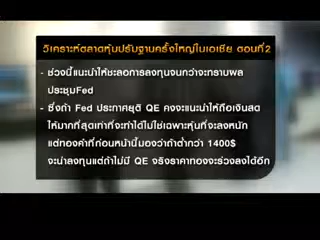 วิเคราะห์ตลาดหุ้นปรับฐานครั้งใหญ่ในเอเชีย ตอนที่2
- ช่วงนี้แนะนำให้ชะลอการลงทุนจนกว่าจะทราบผล
ประชุมFed
- ซึ่งถ้า Fed ประกาศยุติ QE คงจะแนะนำให้ถือเงินสด
ให้มากที่สุดเท่าที่จะทำได้ไม่ใช่เฉพาะหุ้นที่จะลงหนัก
แต่ทองคำที่ก่อนหน้านี้มองว่าถ้าต่ำกว่า 1400$
จะน่าลงทุนแต่ถ้าไม่มี QE จริงราคาทองจะร่วงลงได้อีก